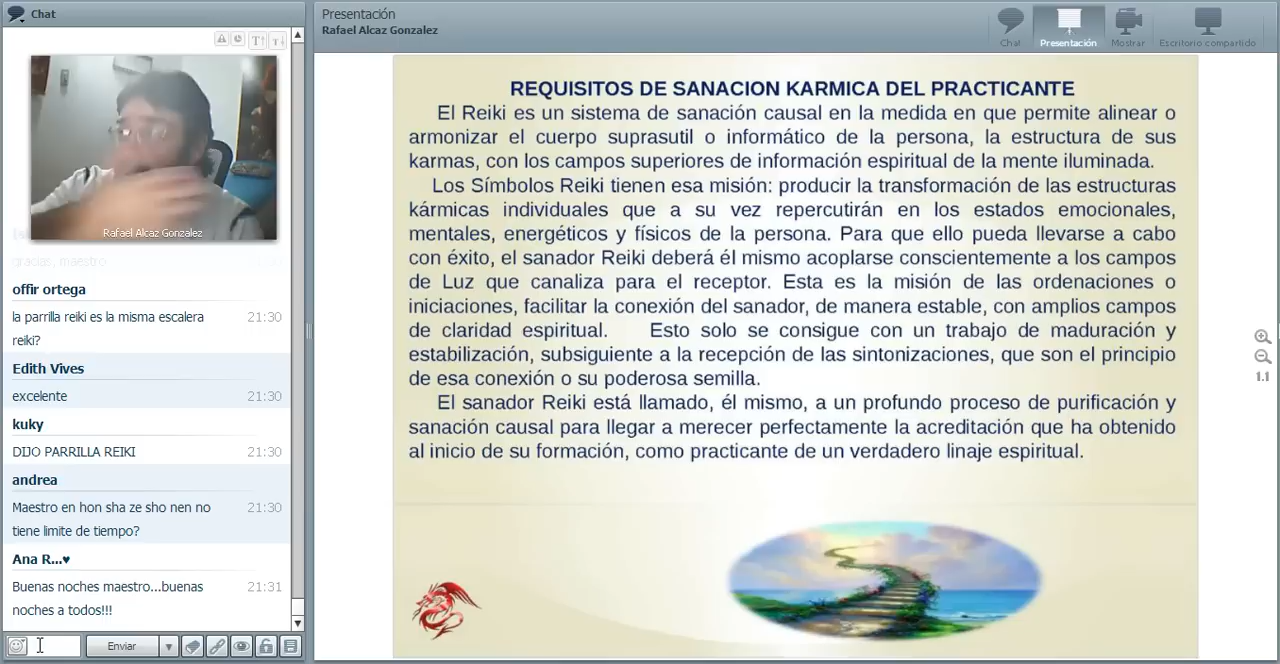 Chat
Rafael Alcaz Gonzalez
gracias, maestro
offir ortega
la parrilla reiki es la misma escalera 21:30
reiki?
Edith Vives
excelente 21:30
kuky
DIJO PARRILLA REIKI 21:30
andrea
Maestro en hon sha ze sho nen no 21:30
tiene limite de tiempo?
Ana R...♥
Buenas noches maestro...buenas 21:31
noches a todos!!!
Enviar
Presentación
Rafael Alcaz Gonzalez
Chat
Presentación
Mostrar
Escritorio compartido
REQUISITOS DE SANACION KARMICA DEL PRACTICANTE
El Reiki es un sistema de sanación causal en la medida en que permite alinear o
armonizar el cuerpo suprasutil o informático de la persona, la estructura de sus
karmas, con los campos superiores de información espiritual de la mente iluminada.
Los Símbolos Reiki tienen esa misión: producir la transformación de las estructuras
kármicas individuales que a su vez repercutirán en los estados emocionales,
mentales, energéticos y físicos de la persona. Para que ello pueda llevarse a cabo
con éxito, el sanador Reiki deberá él mismo acoplarse conscientemente a los campos
de Luz que canaliza para el receptor. Esta es la misión de las ordenaciones o
iniciaciones, facilitar la conexión del sanador, de manera estable, con amplios campos
de claridad espiritual. Esto solo se consigue con un trabajo de maduración y
estabilización, subsiguiente a la recepción de las sintonizaciones, que son el principio
de esa conexión o su poderosa semilla.
El sanador Reiki está llamado, él mismo, a un profundo proceso de purificación y
sanación causal para llegar a merecer perfectamente la acreditación que ha obtenido
al inicio de su formación, como practicante de un verdadero linaje espiritual.
1.1